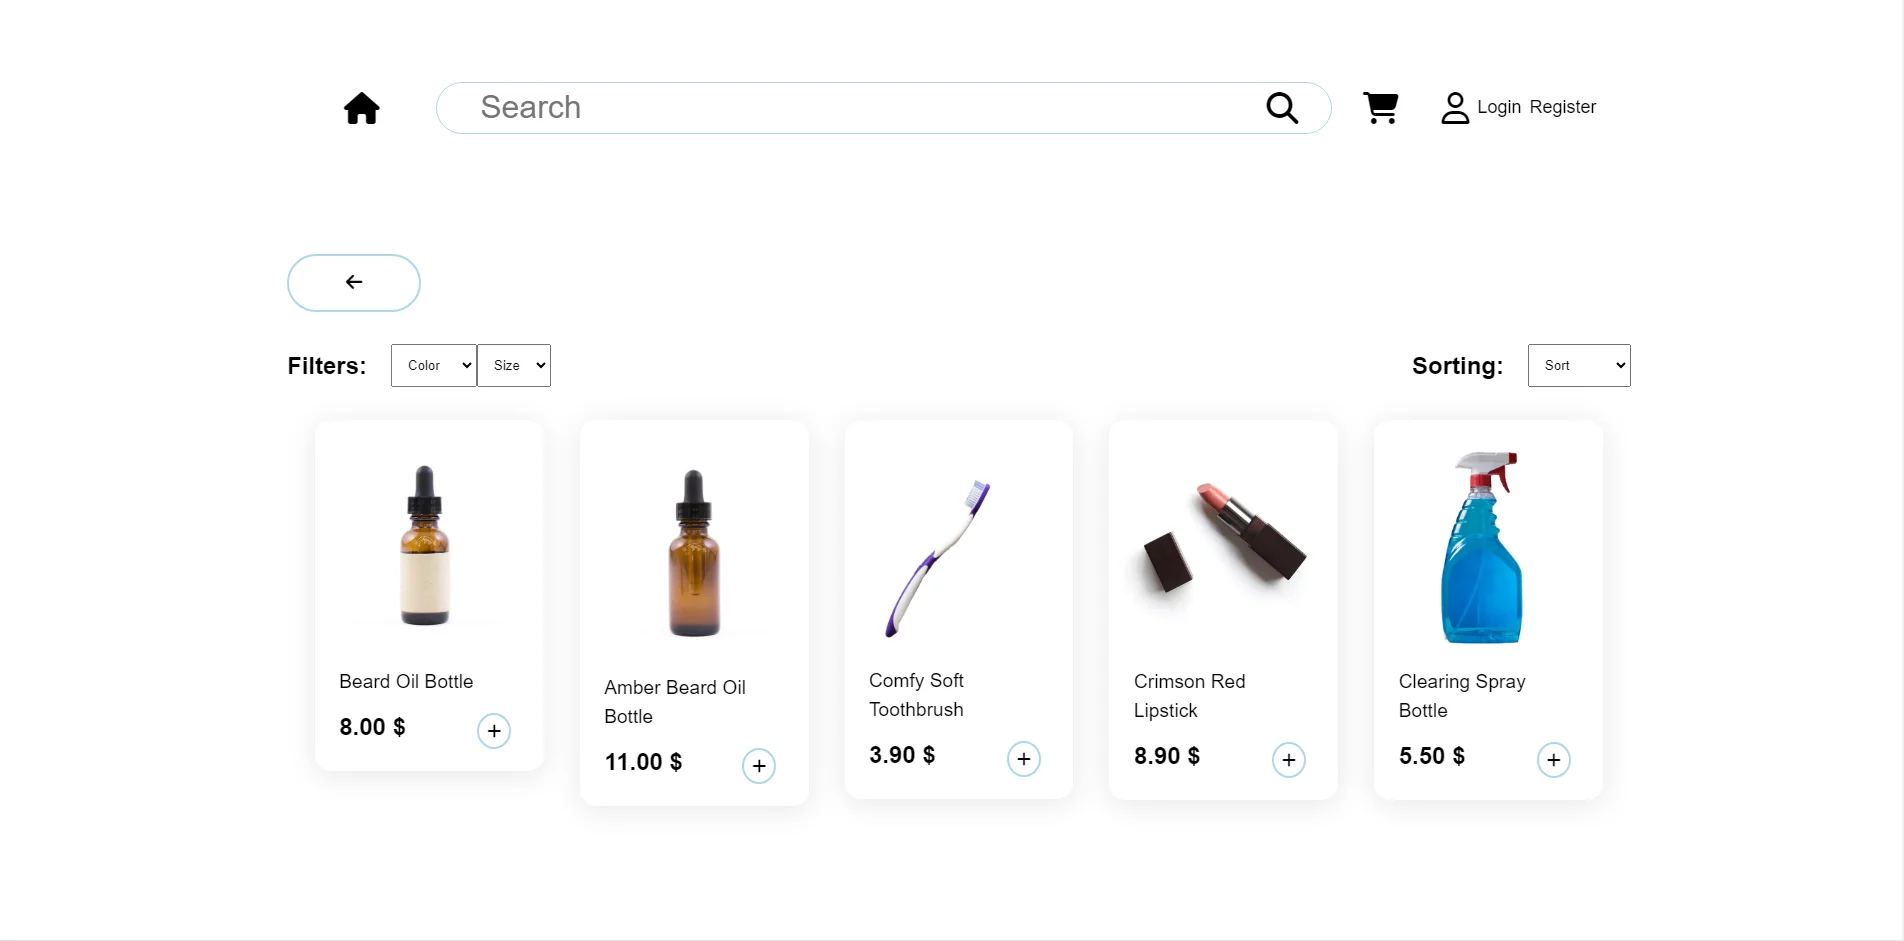 Search
Login Register
Filters:
Color
Size
Sorting:
Sort
Beard Oil Bottle
8.00 $
Amber Beard Oil
Bottle
11.00 $
Comfy Soft
Toothbrush
3.90 $
Crimson Red
Lipstick
8.90 $
Clearing Spray
Bottle
5.50 $